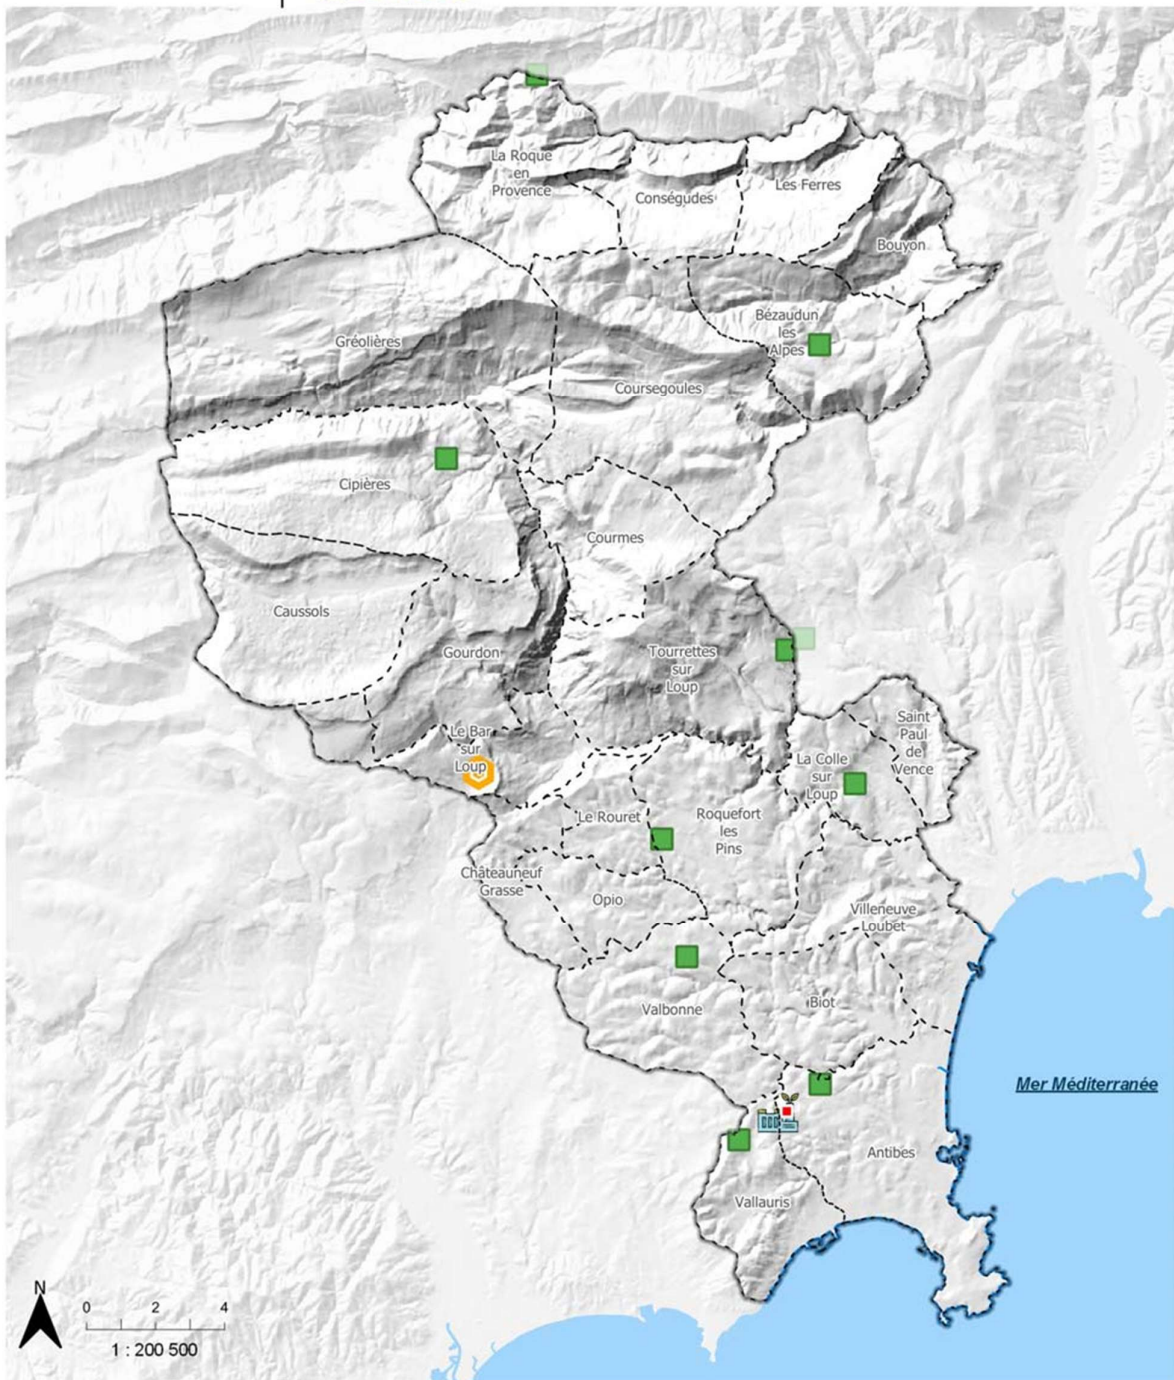 La Roque
en
Provence
Conségudes
Les Ferres
Bouyon
Bézaudun
les
Alpes
Gréolières
Coursegoules
Cipières
Courmes
Caussols
Gourdon
Tourrettes
sur
Loup
Saint
Paul
de
Vence
Le Bar
sur
Loup
La Colle
sur
Loup
Le Rouret
Roquefort
les
Pins
Châteauneuf
Grasse
Opio
Villeneuve
Loubet
Valbonne
Biot
Mer Méditerranée
Antibes
Vallauris
N
0 2 4
1 : 200 500